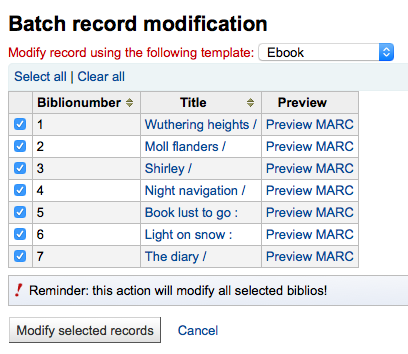 Batch record modification
Modify record using the following template: Ebook
Select all | Clear all
Biblionumber Title Preview
1 Wuthering heights / Preview MARC
2 Moll flanders / Preview MARC
3 Shirley / Preview MARC
4 Night navigation / Preview MARC
5 Book lust to go : Preview MARC
6 Light on snow : Preview MARC
7 The diary / Preview MARC
! Reminder: this action will modify all selected biblios!
Modify selected records Cancel